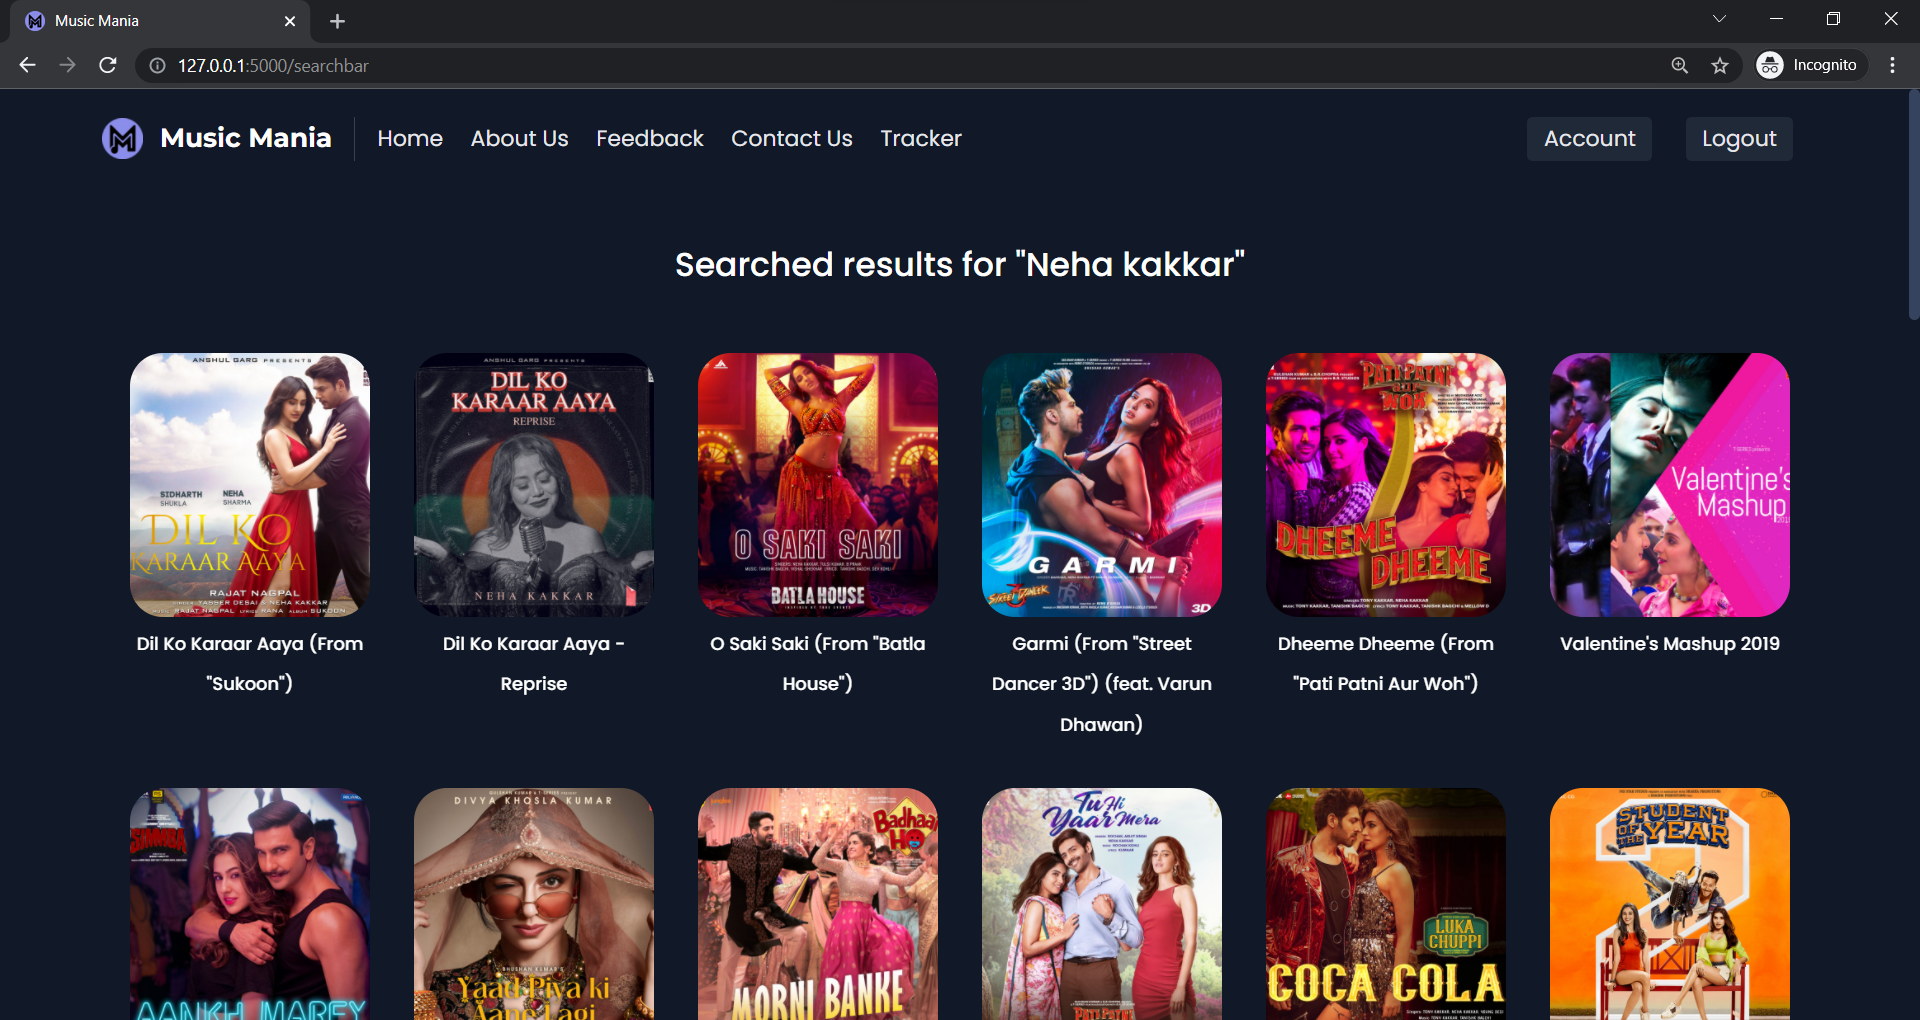 Music Mania
127.0.0.1:5000/searchbar
Incognito
Music Mania
Home
About Us
Feedback
Contact Us
Tracker
Account
Logout
Searched results for "Neha kakkar"
ANSHUL GARG PRESENTS
SIDHARTH SHUKLA
NEHA SHARMA
DIL KO
KARAAR AAYA
RAJAT NAGPAL
Dil Ko Karaar Aaya (From
"Sukoon")
ANSHUL GARG PRESENTS
DIL KO
KARAAR AAYA
REPRISE
NEHA KAKKAR
Dil Ko Karaar Aaya -
Reprise
O SAKI SAKI
BATLA HOUSE
O Saki Saki (From "Batla
House")
GARMI
STREET DANCER
3D
Garmi (From "Street
Dancer 3D") (feat. Varun
Dhawan)
PATI PATNI
AUR
WOH
DHEEME
DHEEME
Dheeme Dheeme (From
"Pati Patni Aur Woh")
Valentine's
Mashup
2019
Valentine's Mashup 2019
SIMMBA
AANKH MAREY
DIVYA KHOSLA KUMAR
BHUSHAN KUMAR'S
Yaad Piya ki
Aane Lagi
Badhaai
Ho
MORNI BANKE
Tu Hi
Yaar Mera
PATI PATNI
LUKA
CHUPPI
COCA COLA
STUDENT
OF THE YEAR
2